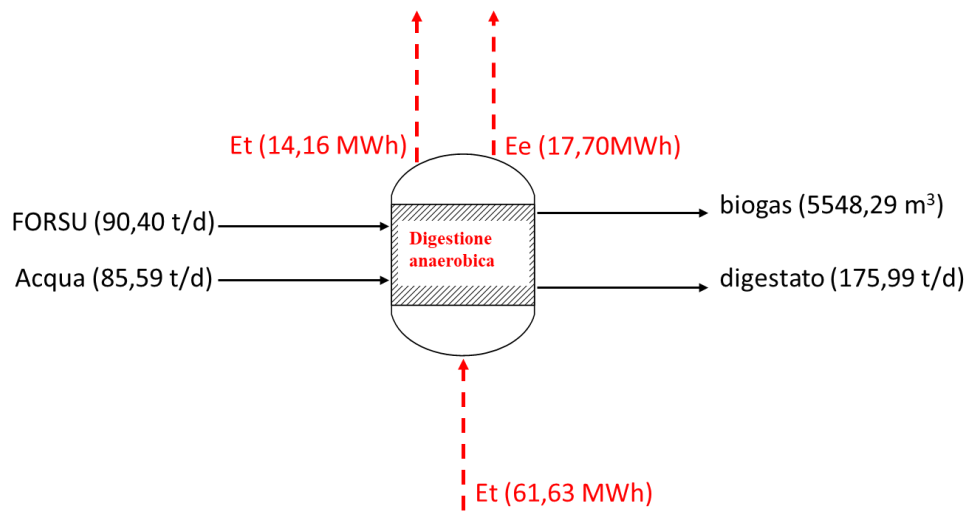 Et (14,16 MWh)
Ee (17,70MWh)
FORSU (90,40 t/d)
Acqua (85,59 t/d)
Digestione
anaerobica
biogas (5548,29 m³)
digestato (175,99 t/d)
Et (61,63 MWh)